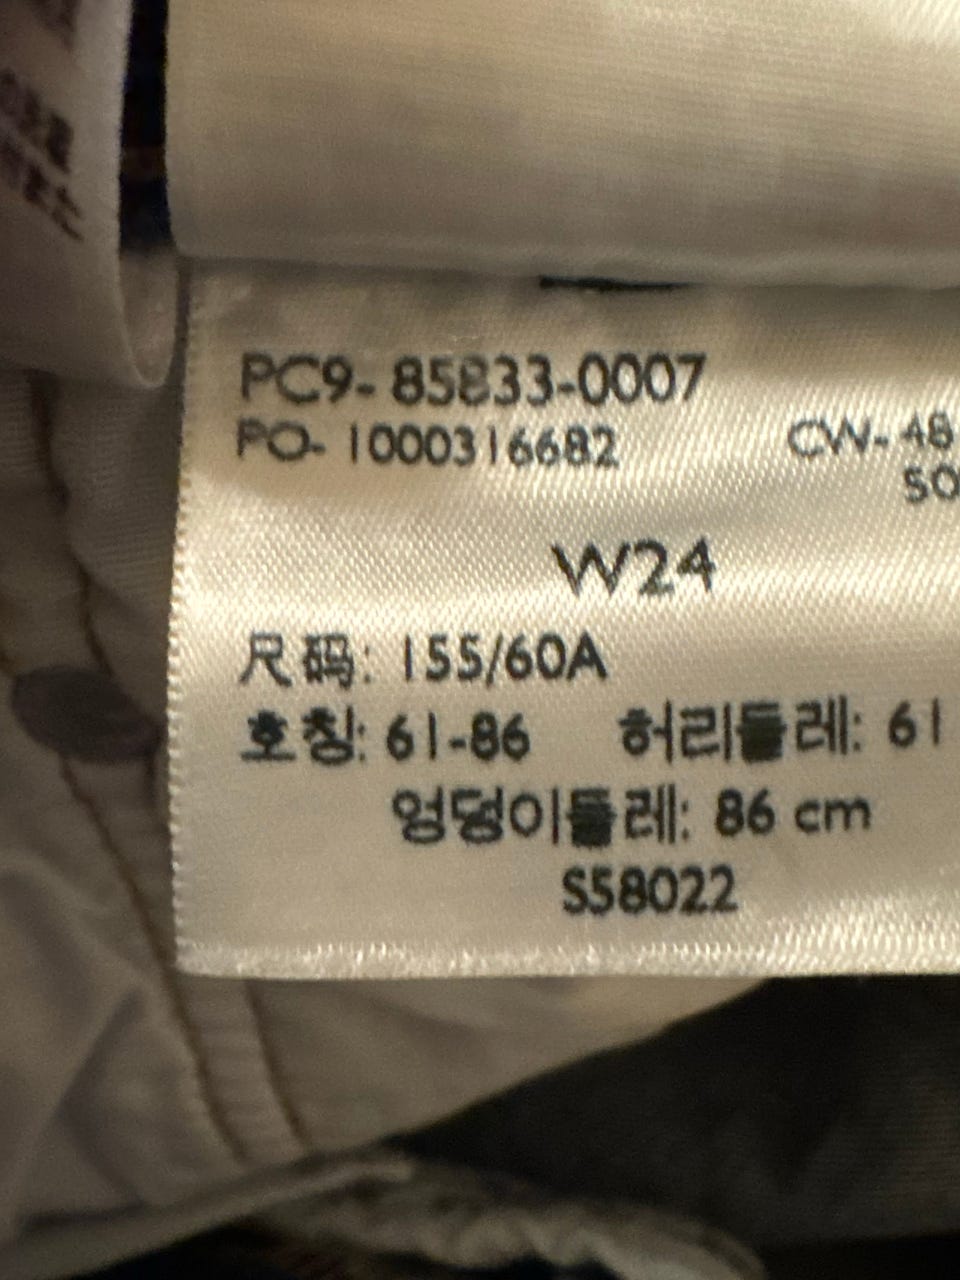 PC9- 85833-0007
PO- 1000316682 CW- 48
W24
尺码: 155/60A
호칭: 61-86 허리둘레: 61
엉덩이둘레: 86 cm
S58022